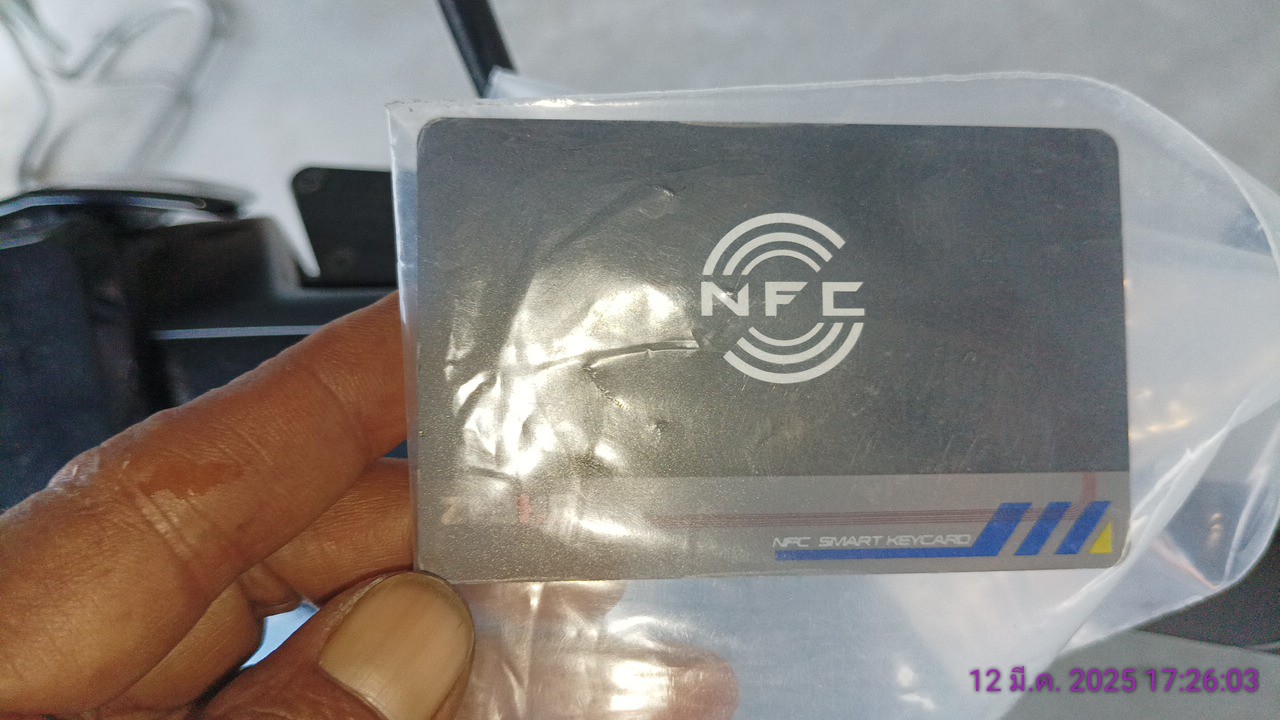 NFC
NFC SMART KEYCARD
12 มี.ค. 2025 17:26:03